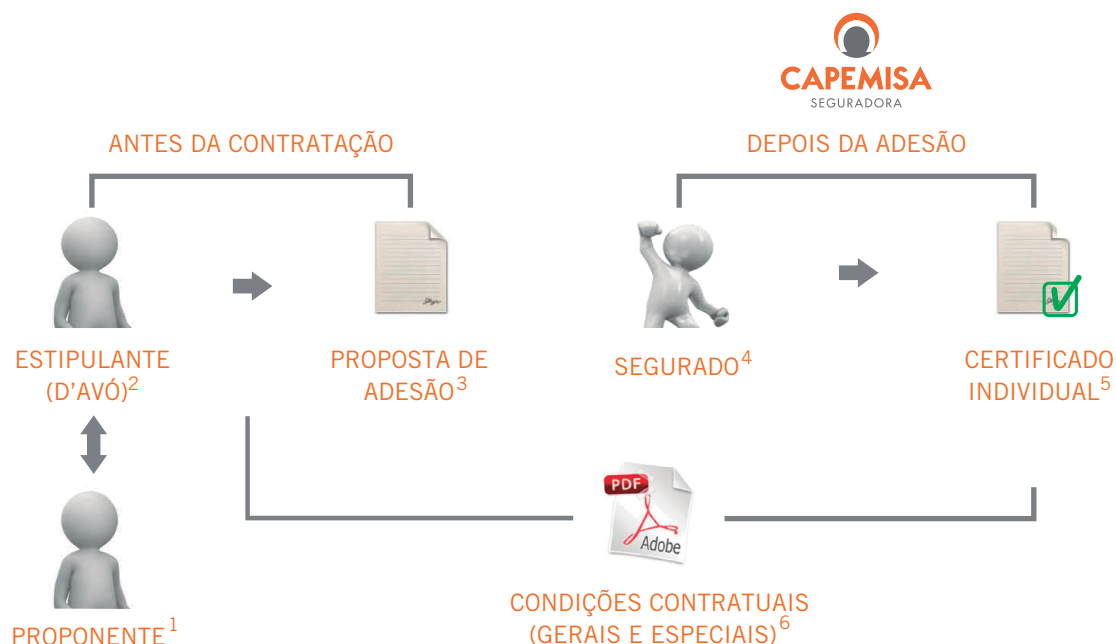 CAPEMISA
SEGURADORA
ANTES DA CONTRATAÇÃO
DEPOIS DA ADESÃO
ESTIPULANTE
(D'AVÓ)2
PROPOSTA DE
ADESÃO3
SEGURADO4
CERTIFICADO
INDIVIDUAL5
PDF
Adobe
PROPONENTE1
CONDIÇÕES CONTRATUAIS
(GERAIS E ESPECIAIS)6